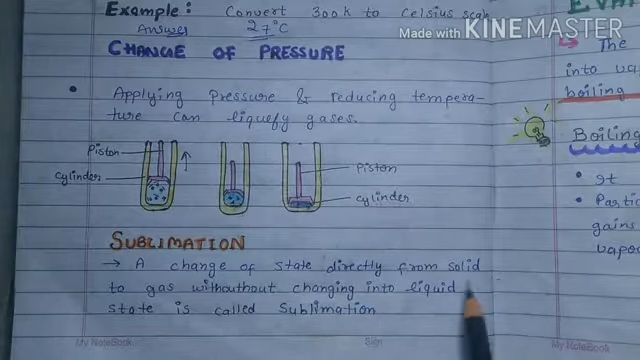 Example: Convert 300k to Celsius scale
Answer 27°C
Made with KINEMASTER
CHANGE OF PRESSURE
• Applying pressure & reducing tempera-
ture can liquefy gases.
Piston
cylinder
Piston
cylinder
SUBLIMATION
→ A change of state directly from solid
to gas withouthout changing into liquid
state is called Sublimation
My NoteBook
Sign
EV
→ The
into va
boiling
Boiling
• It
• Partic
gains
vapou
My NoteBook